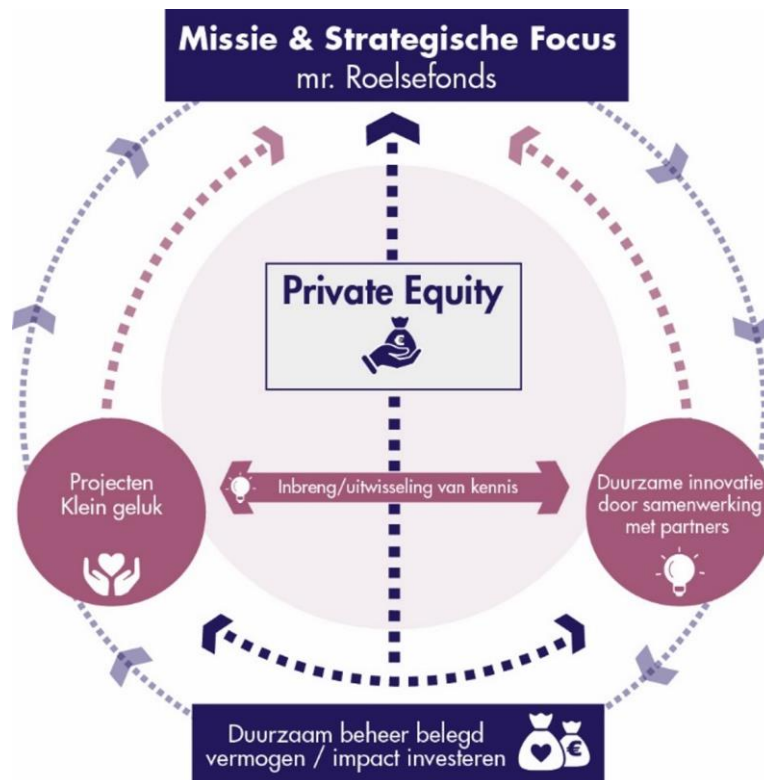 Missie & Strategische Focus
mr. Roelsefonds
Private Equity
€
Projecten
Klein geluk
Inbreng/uitwisseling van kennis
Duurzame innovatie
door samenwerking
met partners
Duurzaam beheer belegd
vermogen / impact investeren
€